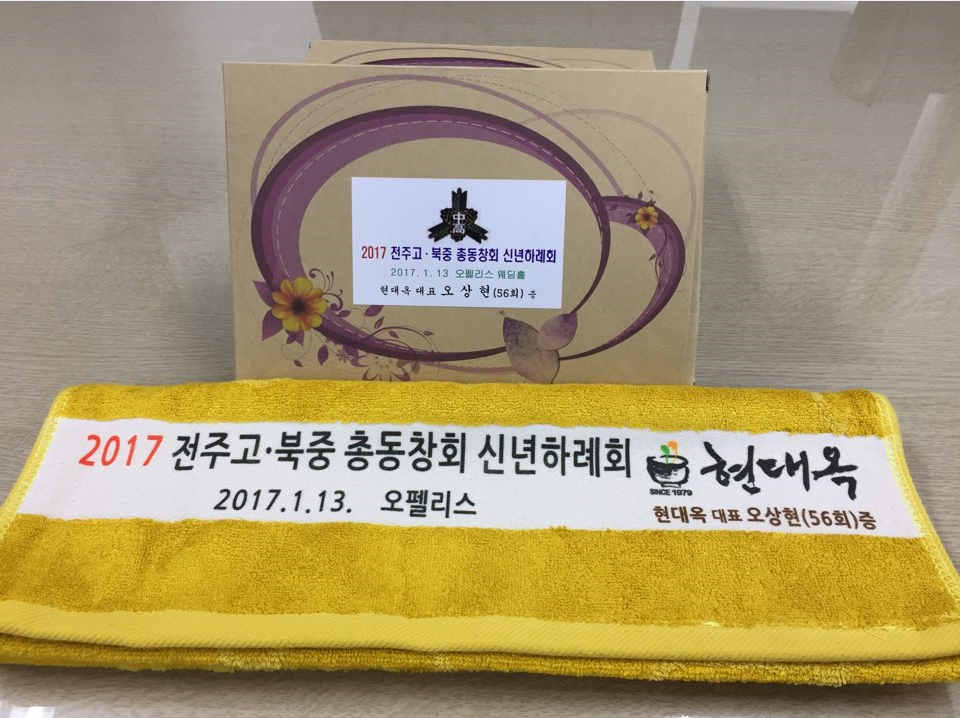 中
高
2017 전주고·북중 총동창회 신년하례회
2017. 1. 13 오펠리스 웨딩홀
현대옥 대표 오상현(56회) 증
2017 전주고·북중 총동창회 신년하례회
2017.1.13. 오펠리스
SINCE 1979
현대옥
현대옥 대표 오상현(56회)증